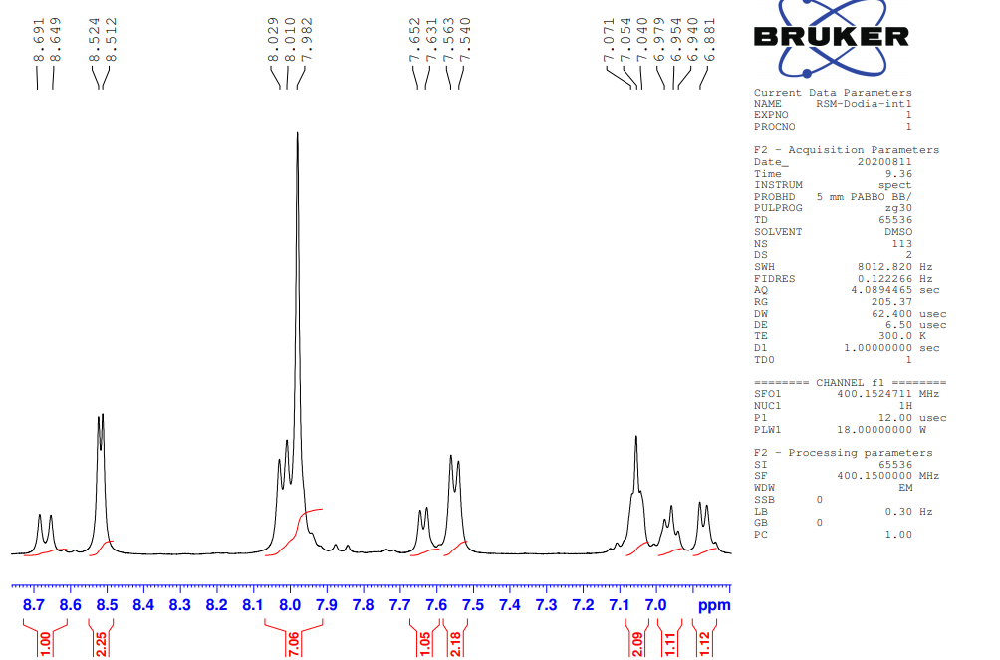 8.691
8.649
8.524
8.512
8.029
8.010
7.982
7.652
7.631
7.563
7.540
7.071
7.054
7.040
6.979
6.954
6.940
6.881
BRUKER
Current Data Parameters
NAME RSM-Dodia-int1
EXPNO 1
PROCNO 1
F2 - Acquisition Parameters
Date_ 20200811
Time 9.36
INSTRUM spect
PROBHD 5 mm PABBO BB/
PULPROG zg30
TD 65536
SOLVENT DMSO
NS 113
DS 2
SWH 8012.820 Hz
FIDRES 0.122266 Hz
AQ 4.0894465 sec
RG 205.37
DW 62.400 usec
DE 6.50 usec
TE 300.0 K
D1 1.00000000 sec
TD0 1
======== CHANNEL f1 ========
SFO1 400.1524711 MHz
NUC1 1H
P1 12.00 usec
PLW1 18.00000000 W
F2 - Processing parameters
SI 65536
SF 400.1500000 MHz
WDW EM
SSB 0
LB 0.30 Hz
GB 0
PC 1.00
8.7 8.6 8.5 8.4 8.3 8.2 8.1 8.0 7.9 7.8 7.7 7.6 7.5 7.4 7.3 7.2 7.1 7.0 ppm
1.00
2.25
7.06
1.05
2.18
2.09
1.11
1.12